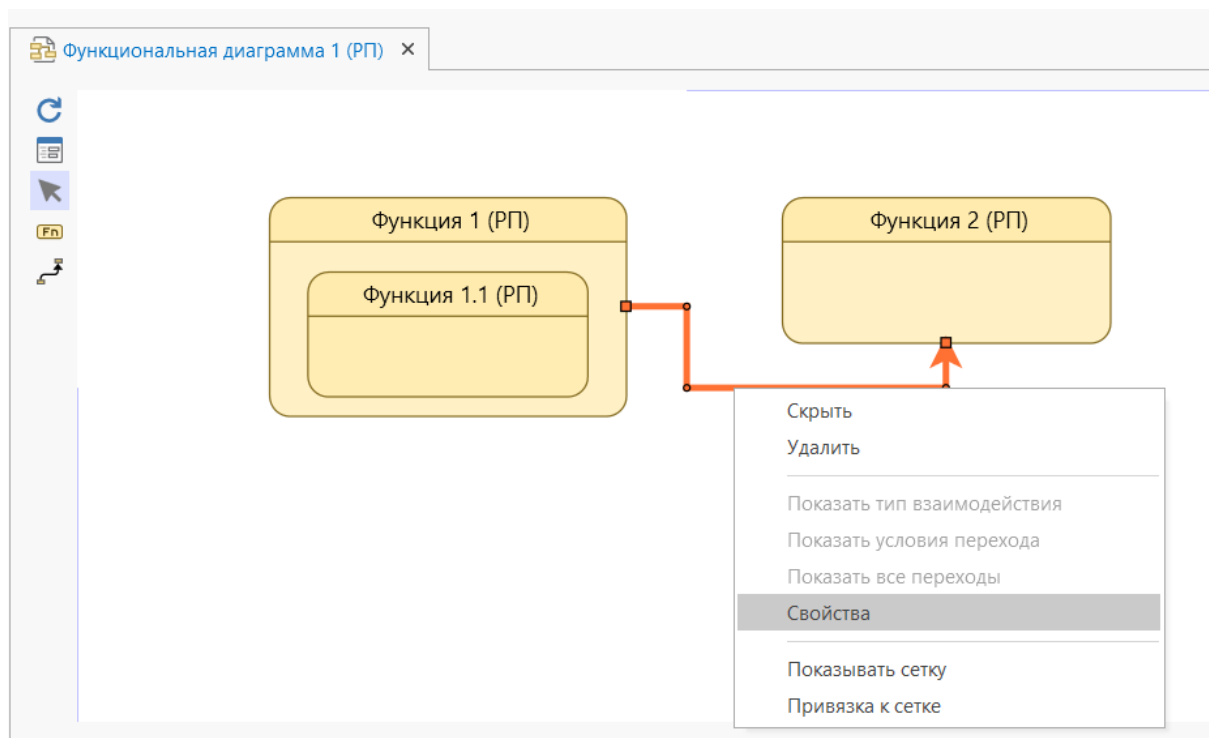 Функциональная диаграмма 1 (РП) ×
Fn
Функция 1 (РП)
Функция 2 (РП)
Функция 1.1 (РП)
Скрыть
Удалить
Показать тип взаимодействия
Показать условия перехода
Показать все переходы
Свойства
Показывать сетку
Привязка к сетке